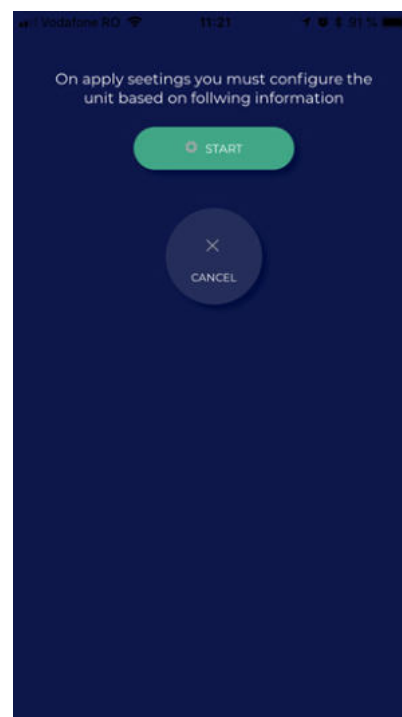 Vodafone RO 11:21 91 %
On apply seetings you must configure the
unit based on follwing information
START
CANCEL